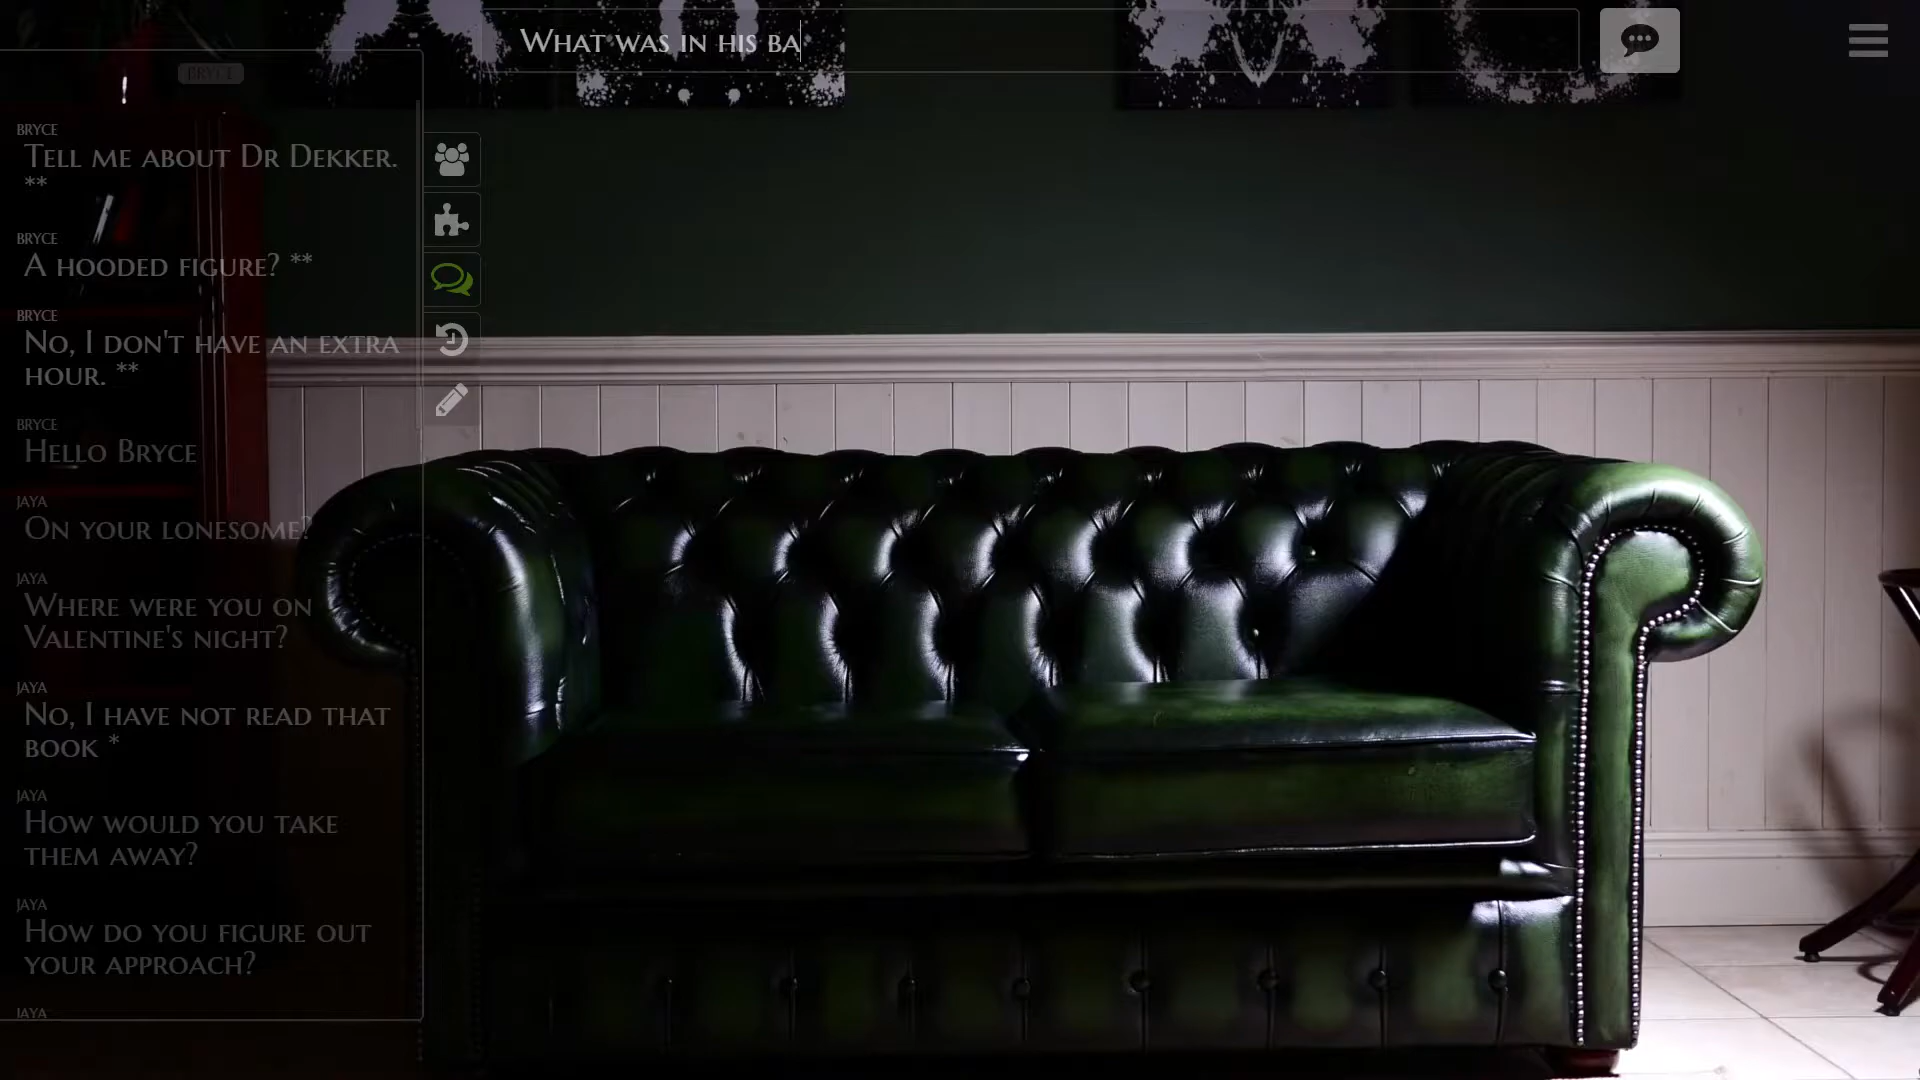 What was in his ba
Bryce
Bryce
Tell me about Dr Dekker.
**
Bryce
A hooded figure? **
Bryce
No, I don't have an extra
hour. **
Bryce
Hello Bryce
Jaya
On your lonesome?
Jaya
Where were you on
Valentine's night?
Jaya
No, I have not read that
book *
Jaya
How would you take
them away?
Jaya
How do you figure out
your approach?
Jaya